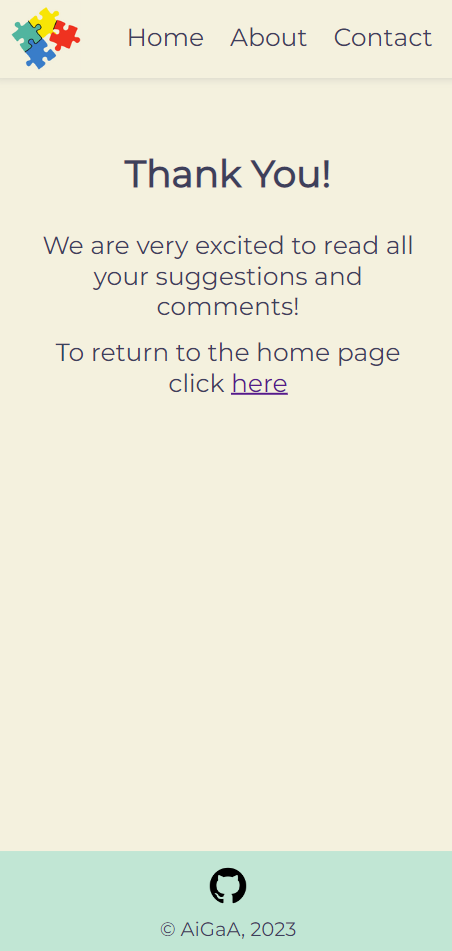 Home About Contact
Thank You!
We are very excited to read all
your suggestions and
comments!
To return to the home page
click here
© AiGaA, 2023